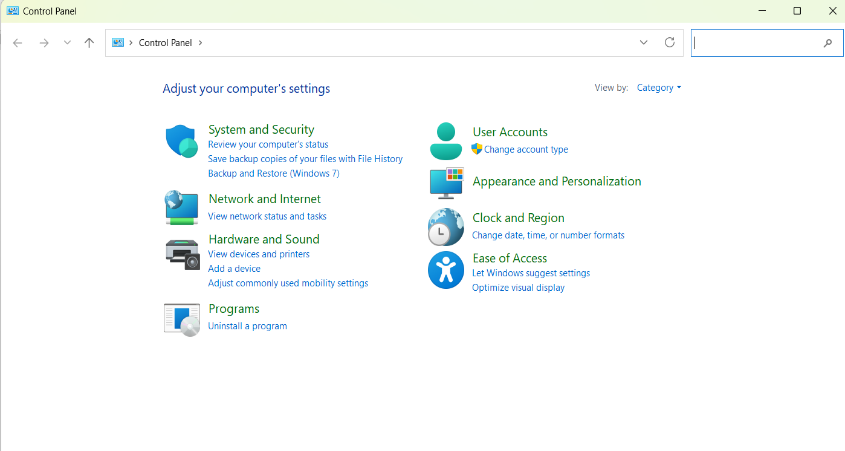 Control Panel
Control Panel
Adjust your computer's settings
View by: Category
System and Security
Review your computer's status
Save backup copies of your files with File History
Backup and Restore (Windows 7)
Network and Internet
View network status and tasks
Hardware and Sound
View devices and printers
Add a device
Adjust commonly used mobility settings
Programs
Uninstall a program
User Accounts
Change account type
Appearance and Personalization
Clock and Region
Change date, time, or number formats
Ease of Access
Let Windows suggest settings
Optimize visual display